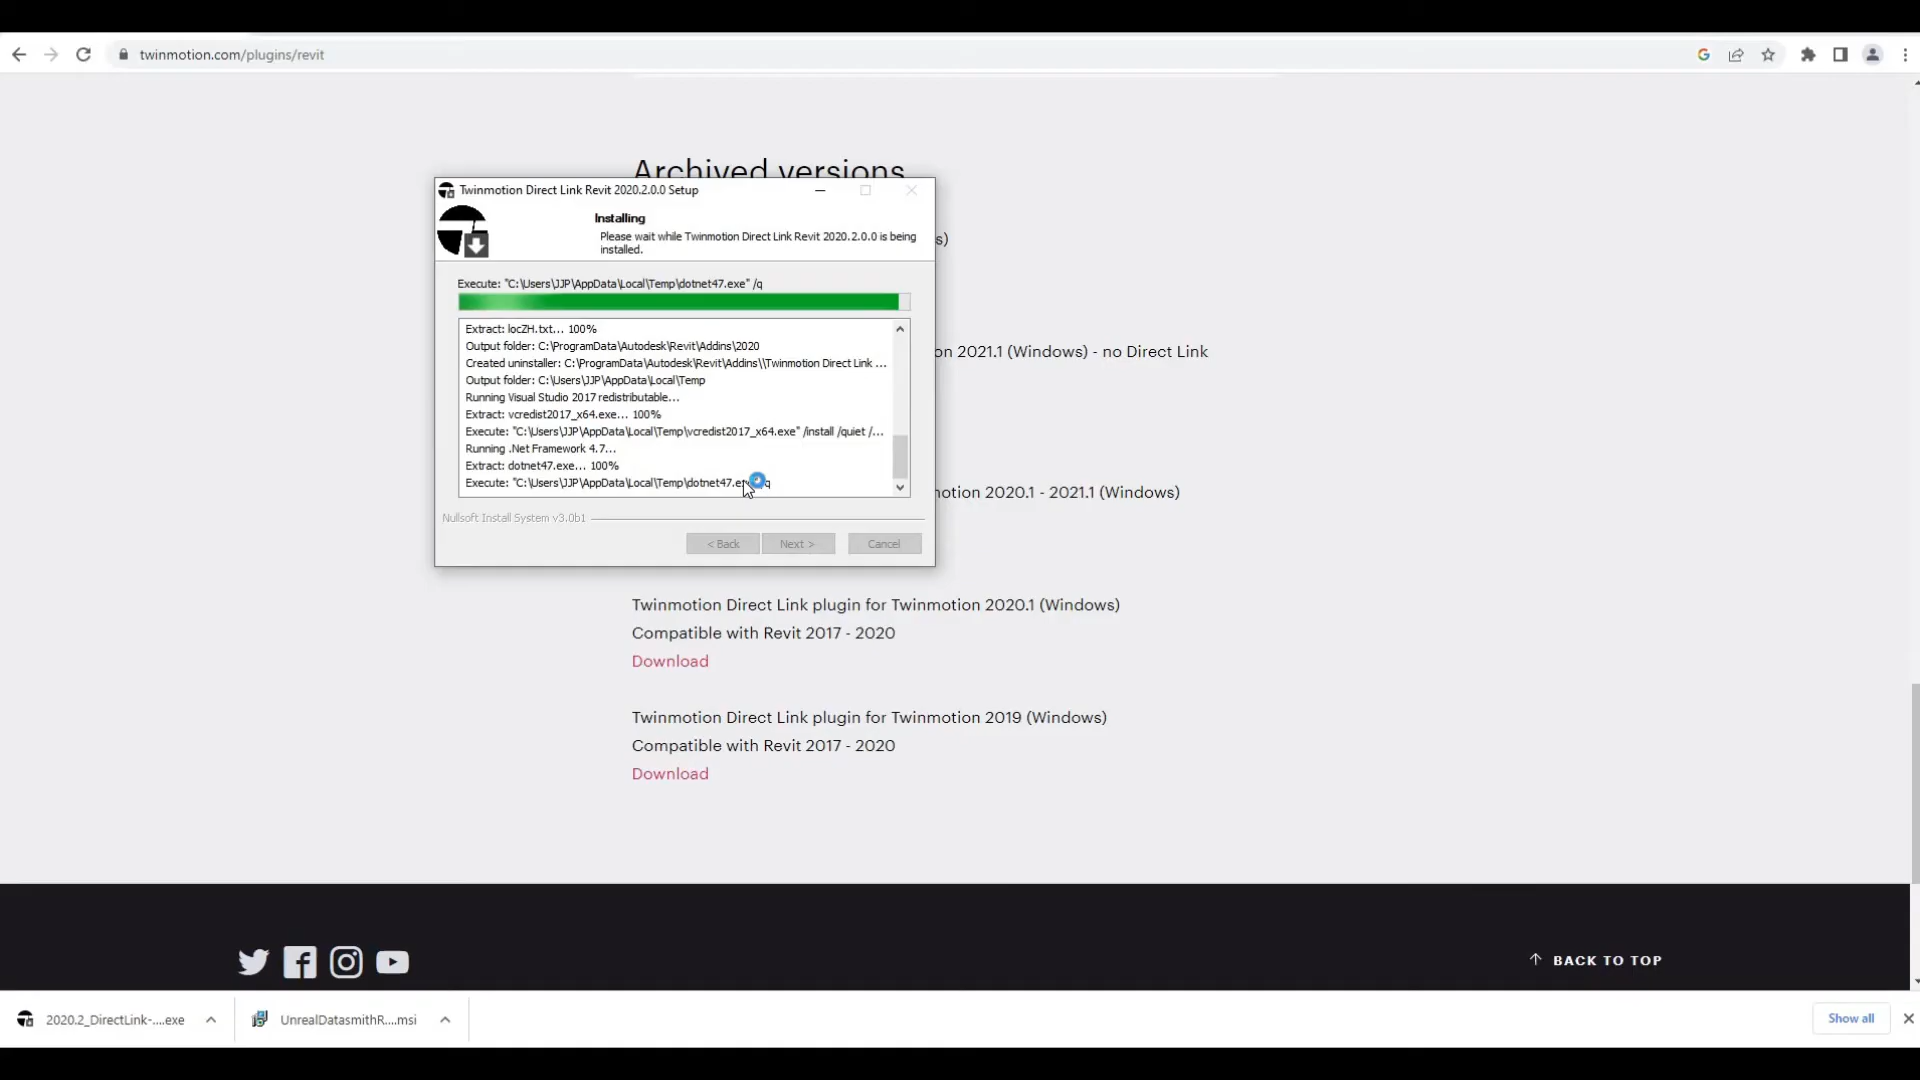 twinmotion.com/plugins/revit
Archived versions
Twinmotion Direct Link Revit 2020.2.0.0 Setup
Installing
Please wait while Twinmotion Direct Link Revit 2020.2.0.0 is being
installed.
s)
Execute: "C:\Users\JJP\AppData\Local\Temp\dotnet47.exe" /q
Extract: locZH.txt... 100%
Output folder: C:\ProgramData\Autodesk\Revit\Addins\2020
Created uninstaller: C:\ProgramData\Autodesk\Revit\Addins\\Twinmotion Direct Link ...
Output folder: C:\Users\JJP\AppData\Local\Temp
Running Visual Studio 2017 redistributable...
Extract: vcredist2017_x64.exe... 100%
Execute: "C:\Users\JJP\AppData\Local\Temp\vcredist2017_x64.exe" /install /quiet /...
Running .Net Framework 4.7...
Extract: dotnet47.exe... 100%
Execute: "C:\Users\JJP\AppData\Local\Temp\dotnet47.ex q
on 2021.1 (Windows) - no Direct Link
otion 2020.1 - 2021.1 (Windows)
Nullsoft Install System v3.0b1
< Back
Next >
Cancel
Twinmotion Direct Link plugin for Twinmotion 2020.1 (Windows)
Compatible with Revit 2017 - 2020
Download
Twinmotion Direct Link plugin for Twinmotion 2019 (Windows)
Compatible with Revit 2017 - 2020
Download
BACK TO TOP
2020.2_DirectLink-....exe
UnrealDatasmithR....msi
Show all